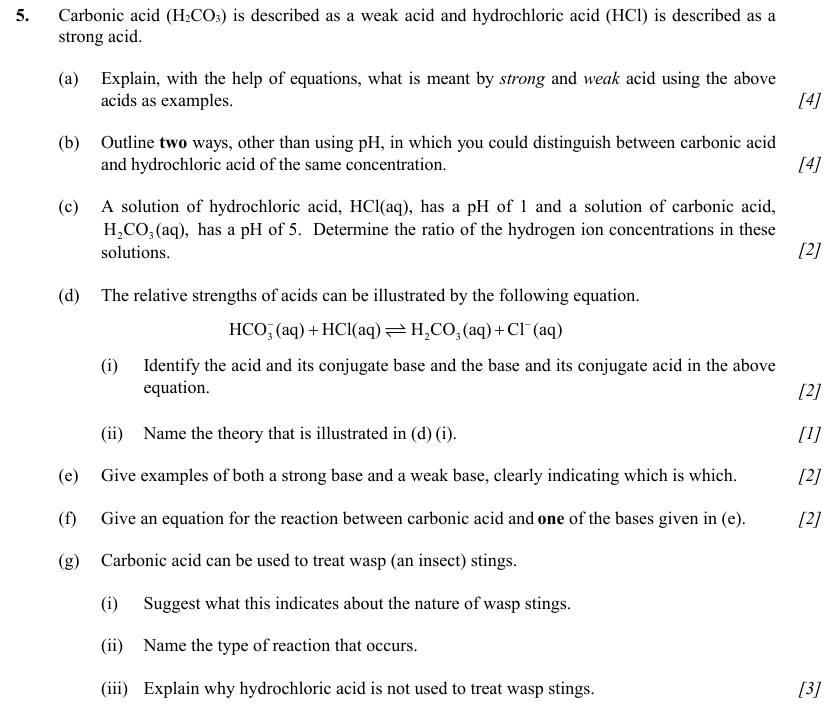 5. Carbonic acid (H₂CO₃) is described as a weak acid and hydrochloric acid (HCl) is described as a
strong acid.
(a) Explain, with the help of equations, what is meant by strong and weak acid using the above
acids as examples. [4]
(b) Outline two ways, other than using pH, in which you could distinguish between carbonic acid
and hydrochloric acid of the same concentration. [4]
(c) A solution of hydrochloric acid, HCl(aq), has a pH of 1 and a solution of carbonic acid,
H₂CO₃(aq), has a pH of 5. Determine the ratio of the hydrogen ion concentrations in these
solutions. [2]
(d) The relative strengths of acids can be illustrated by the following equation.
HCO₃⁻(aq) + HCl(aq) ⇌ H₂CO₃(aq) + Cl⁻(aq)
(i) Identify the acid and its conjugate base and the base and its conjugate acid in the above
equation. [2]
(ii) Name the theory that is illustrated in (d) (i). [1]
(e) Give examples of both a strong base and a weak base, clearly indicating which is which. [2]
(f) Give an equation for the reaction between carbonic acid and one of the bases given in (e). [2]
(g) Carbonic acid can be used to treat wasp (an insect) stings.
(i) Suggest what this indicates about the nature of wasp stings.
(ii) Name the type of reaction that occurs.
(iii) Explain why hydrochloric acid is not used to treat wasp stings. [3]